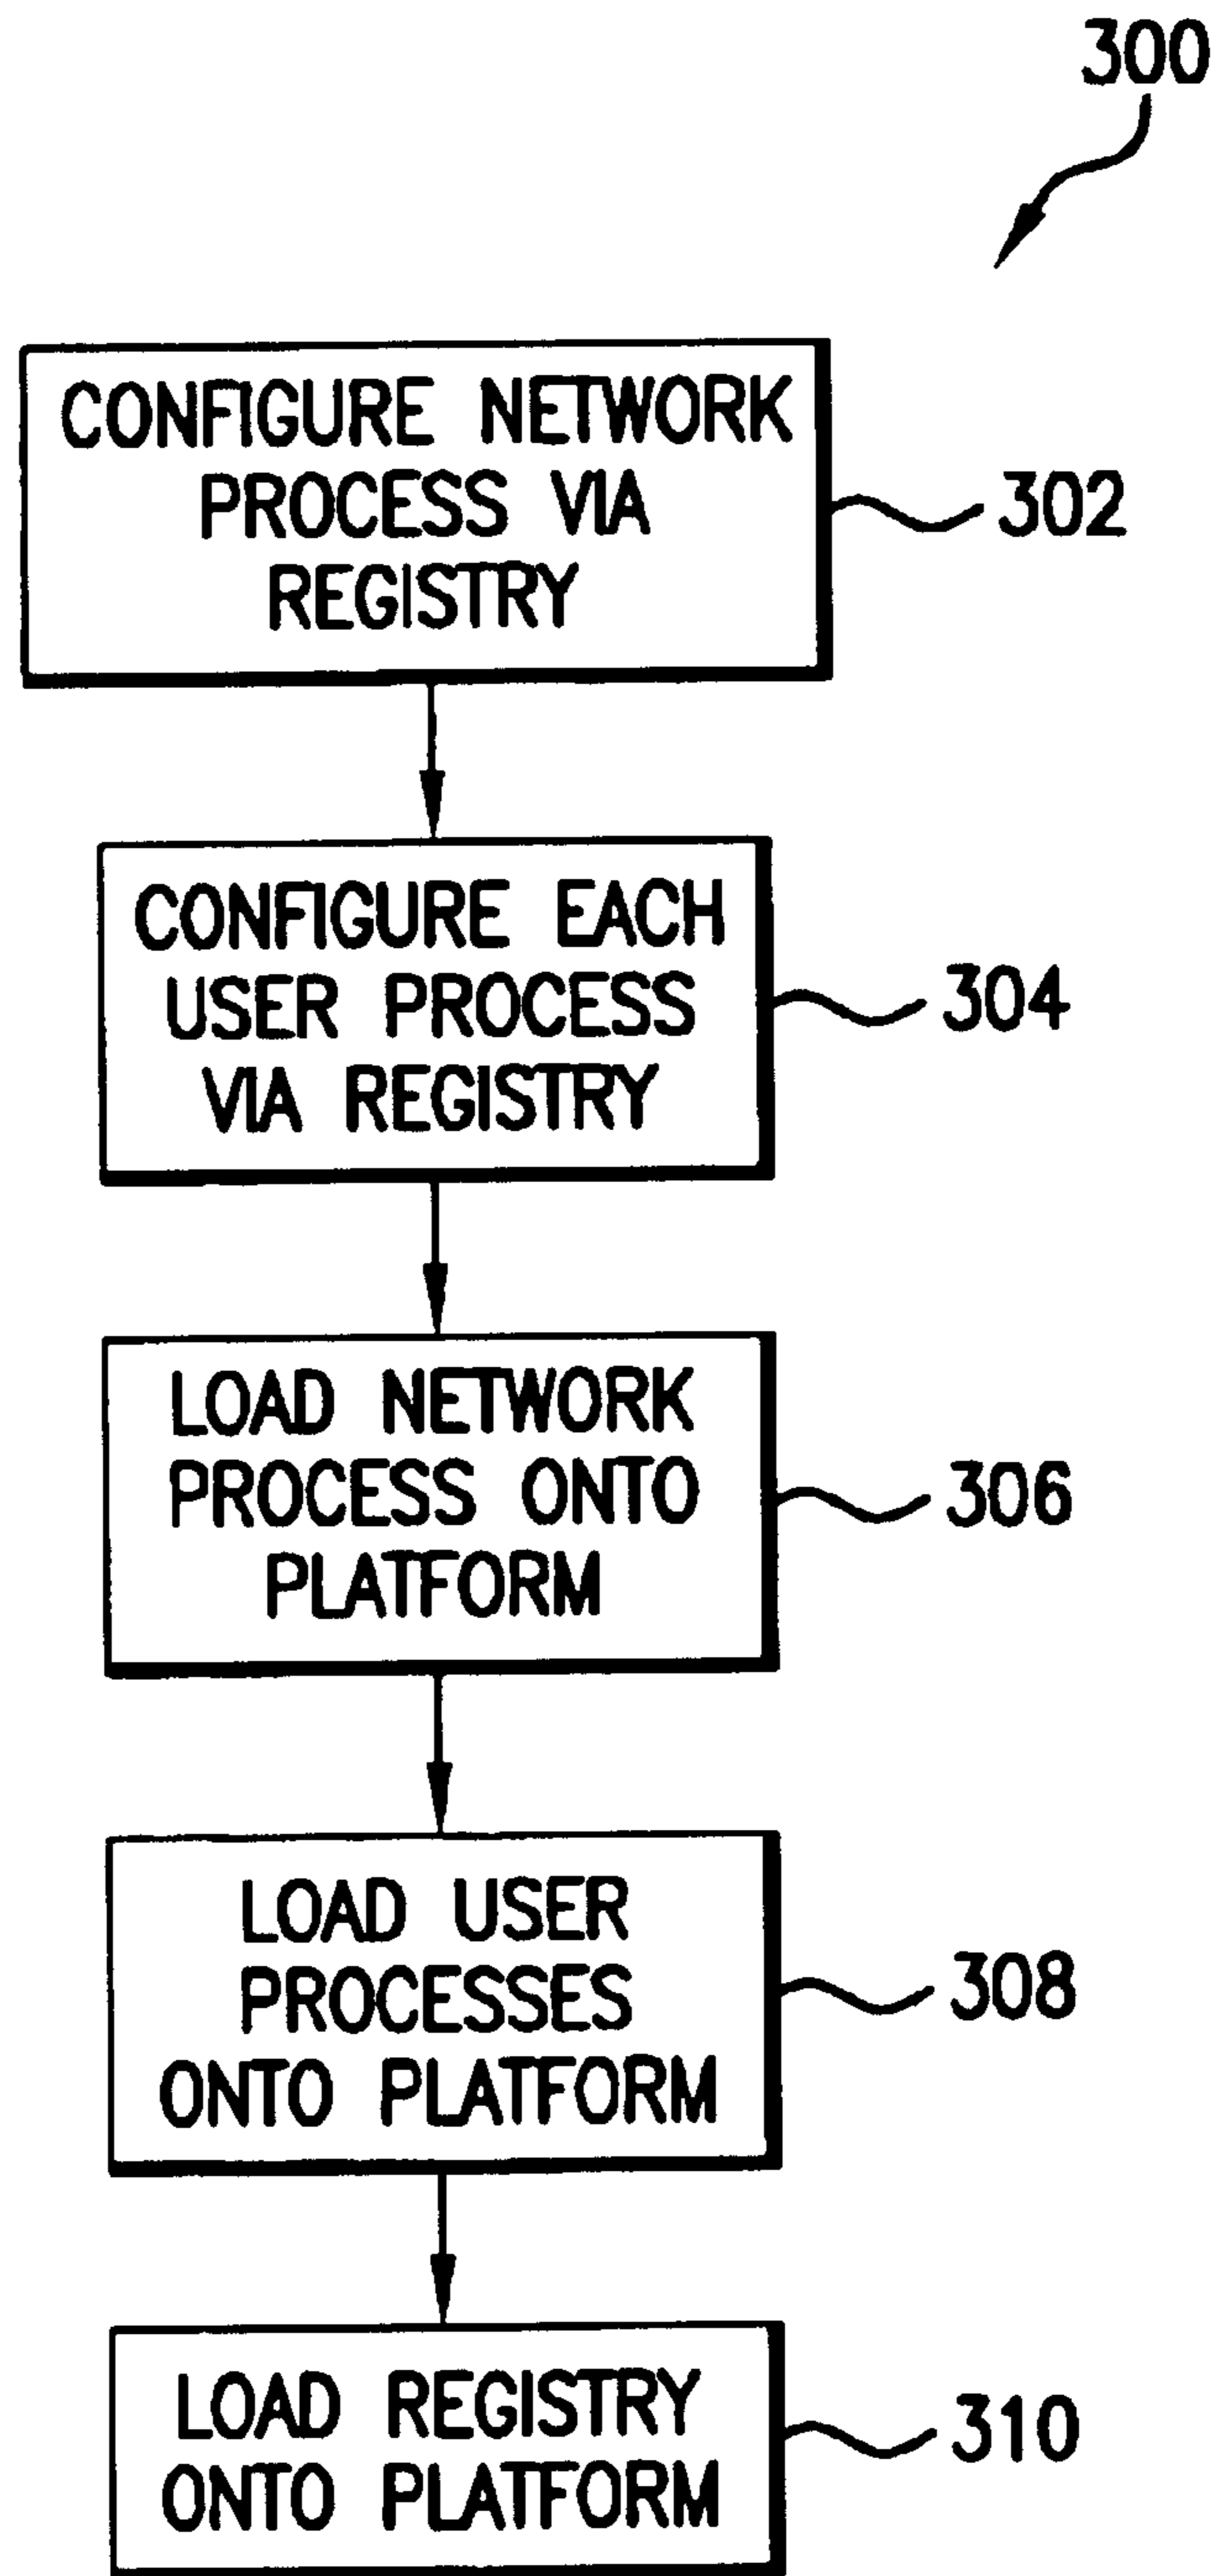 300
CONFIGURE NETWORK
PROCESS VIA
REGISTRY
302
CONFIGURE EACH
USER PROCESS
VIA REGISTRY
304
LOAD NETWORK
PROCESS ONTO
PLATFORM
306
LOAD USER
PROCESSES
ONTO PLATFORM
308
LOAD REGISTRY
ONTO PLATFORM
310